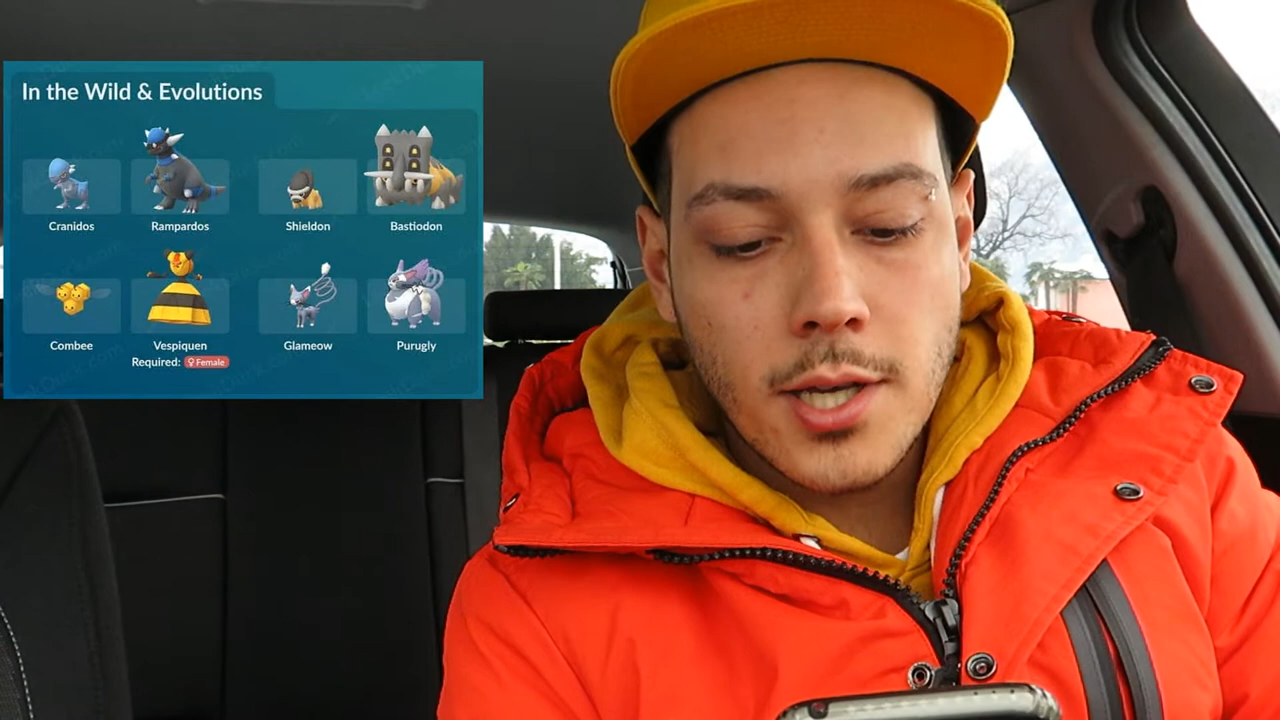 In the Wild & Evolutions
Cranidos Rampardos Shieldon Bastiodon
Combee Vespiquen Glameow Purugly
Required: ♀ Female